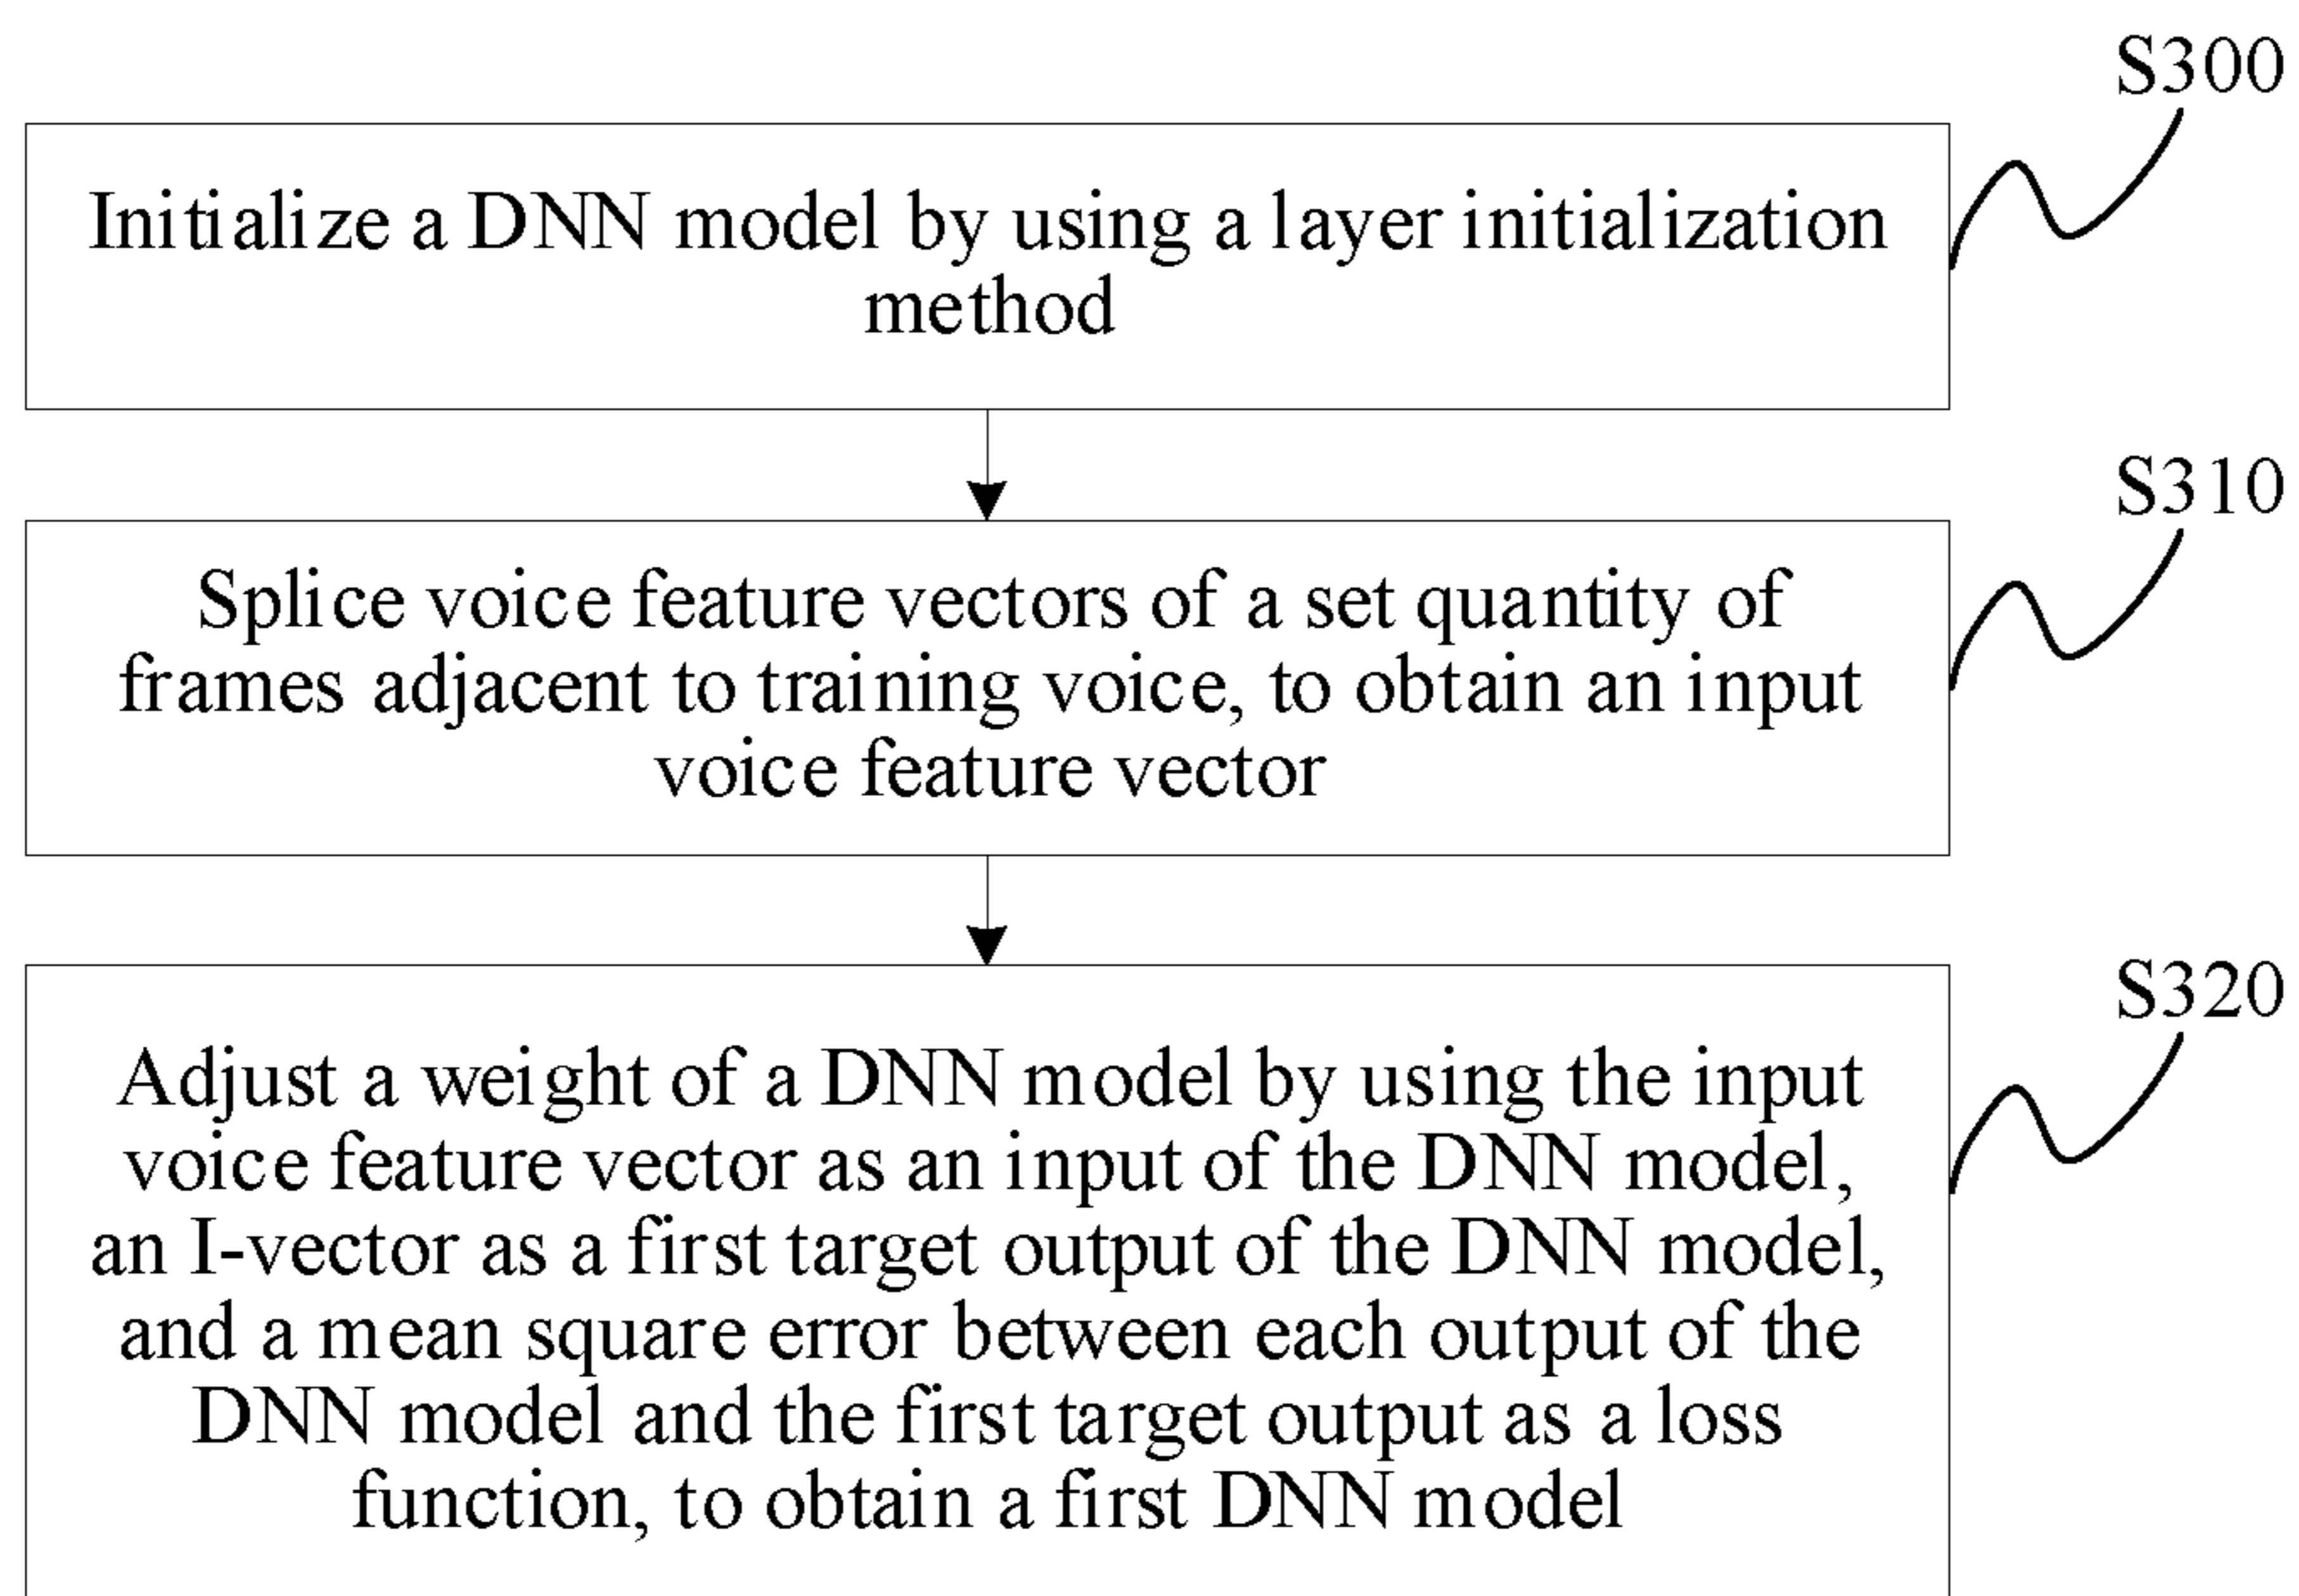 S300
Initialize a DNN model by using a layer initialization
method
S310
Splice voice feature vectors of a set quantity of
frames adjacent to training voice, to obtain an input
voice feature vector
S320
Adjust a weight of a DNN model by using the input
voice feature vector as an input of the DNN model,
an I-vector as a first target output of the DNN model,
and a mean square error between each output of the
DNN model and the first target output as a loss
function, to obtain a first DNN model